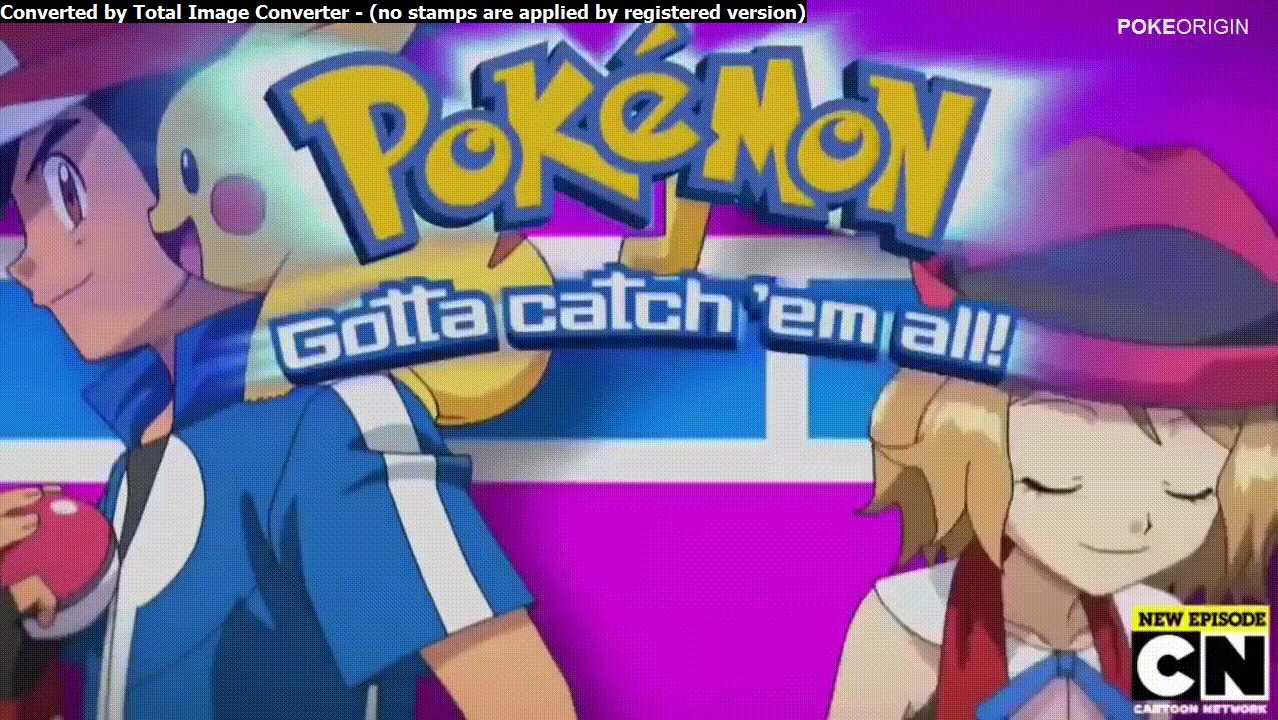 Converted by Total Image Converter - (no stamps are applied by registered version)
POKEORIGIN
POKéMON
Gotta catch 'em all!
NEW EPISODE
CN
CARTOON NETWORK